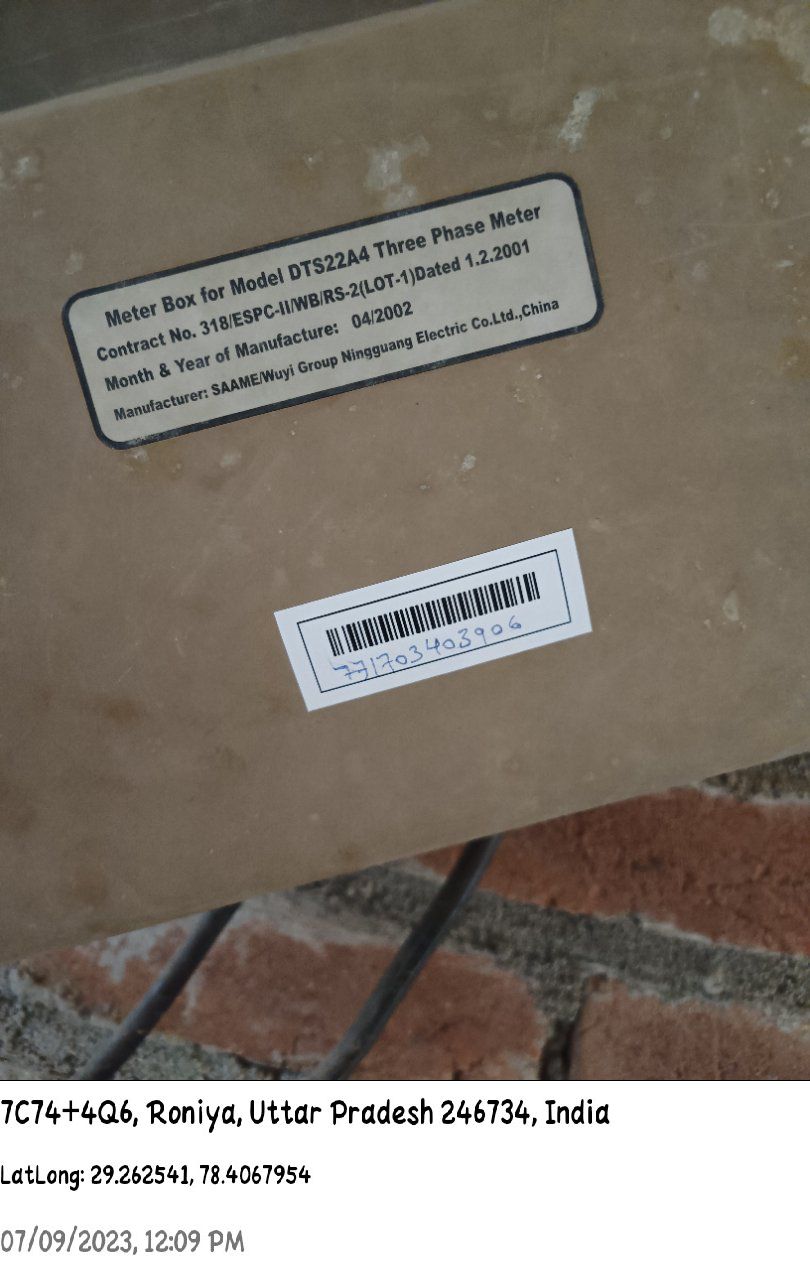 Meter Box for Model DTS22A4 Three Phase Meter
Contract No. 318/ESPC-II/WB/RS-2(LOT-1)Dated 1.2.2001
Month & Year of Manufacture: 04/2002
Manufacturer: SAAME/Wuyi Group Ningguang Electric Co.Ltd.,China
771703403906
7C74+4Q6, Roniya, Uttar Pradesh 246734, India
LatLong: 29.262541, 78.4067954
07/09/2023, 12:09 PM